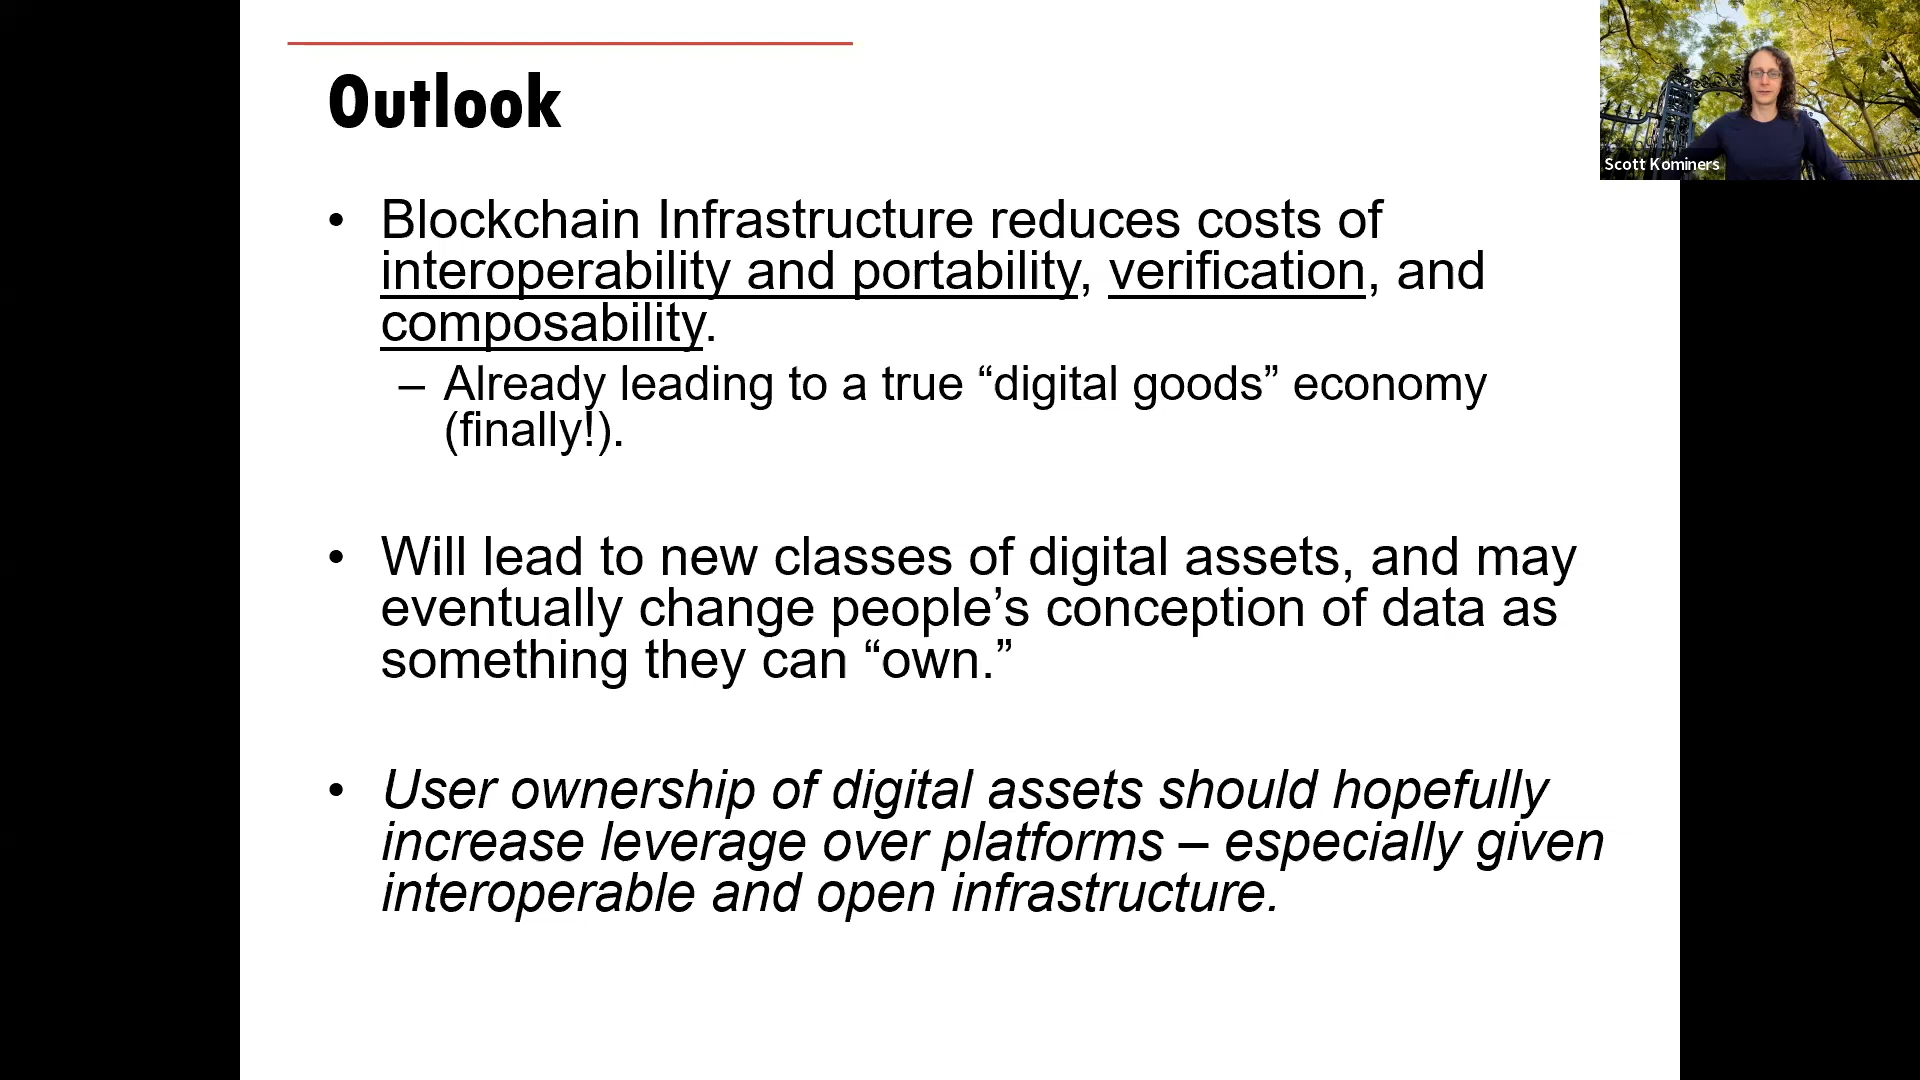 Outlook
Scott Kominers
• Blockchain Infrastructure reduces costs of
interoperability and portability, verification, and
composability.
– Already leading to a true “digital goods” economy
(finally!).
• Will lead to new classes of digital assets, and may
eventually change people’s conception of data as
something they can “own.”
• User ownership of digital assets should hopefully
increase leverage over platforms – especially given
interoperable and open infrastructure.